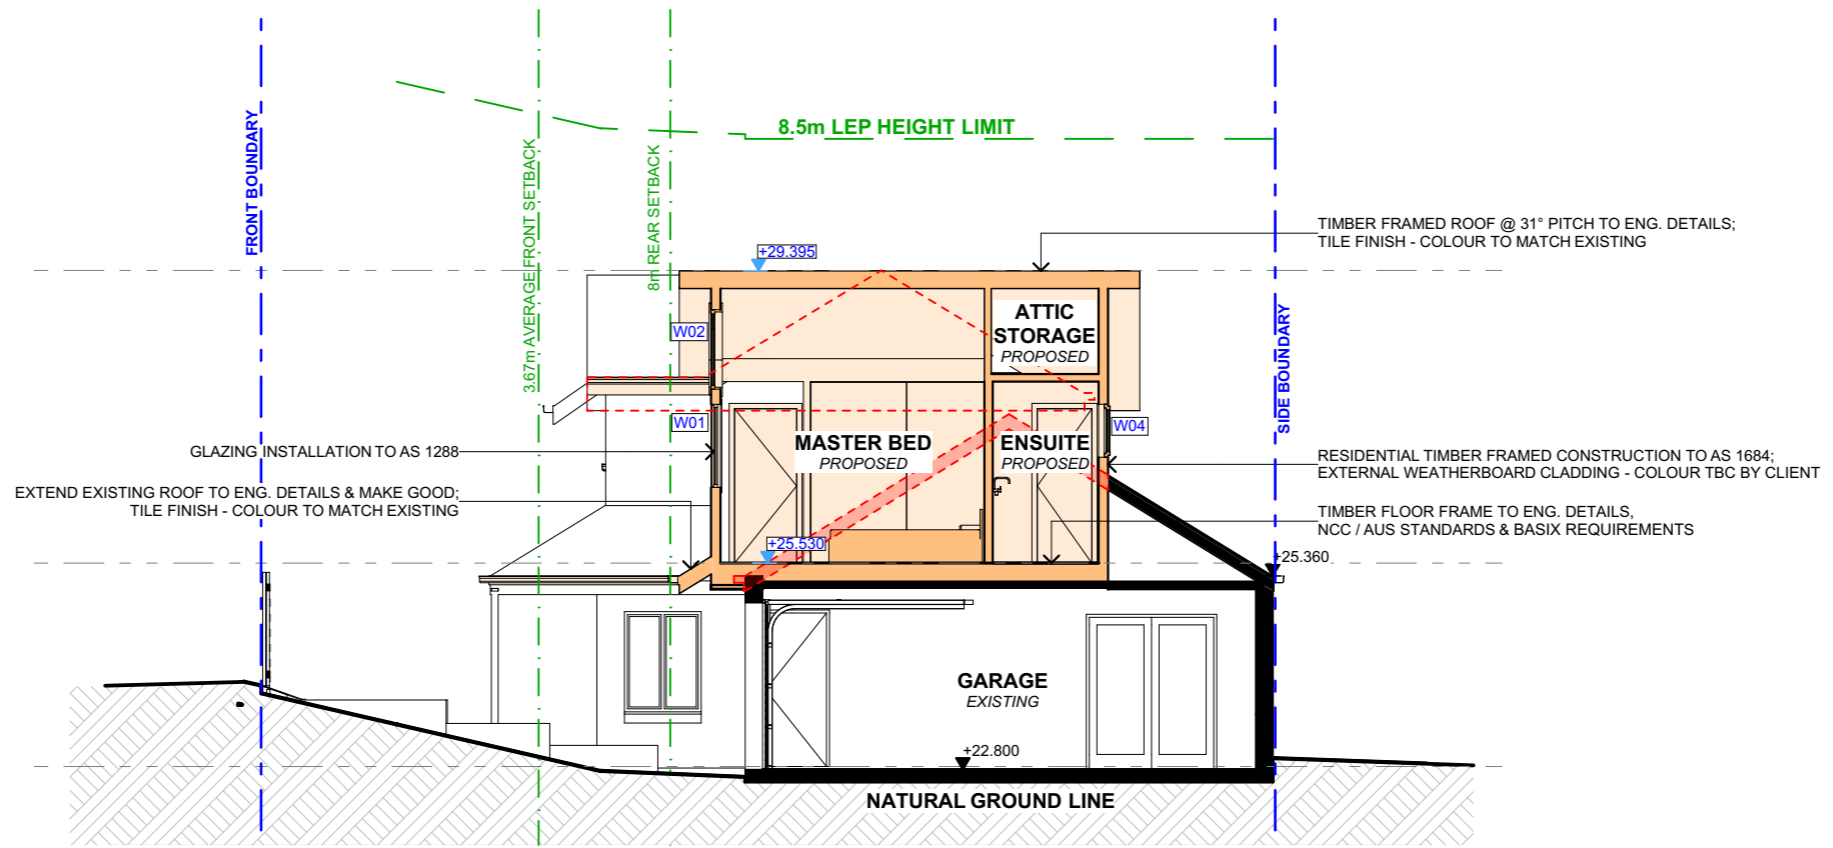 FRONT BOUNDARY
3.67m AVERAGE FRONT SETBACK
8m REAR SETBACK
8.5m LEP HEIGHT LIMIT
SIDE BOUNDARY
TIMBER FRAMED ROOF @ 31° PITCH TO ENG. DETAILS;
TILE FINISH - COLOUR TO MATCH EXISTING
+29.395
W02
ATTIC
STORAGE
PROPOSED
W01
W04
GLAZING INSTALLATION TO AS 1288
MASTER BED
PROPOSED
ENSUITE
PROPOSED
RESIDENTIAL TIMBER FRAMED CONSTRUCTION TO AS 1684;
EXTERNAL WEATHERBOARD CLADDING - COLOUR TBC BY CLIENT
EXTEND EXISTING ROOF TO ENG. DETAILS & MAKE GOOD;
TILE FINISH - COLOUR TO MATCH EXISTING
TIMBER FLOOR FRAME TO ENG. DETAILS,
NCC / AUS STANDARDS & BASIX REQUIREMENTS
+25.530
+25.360
GARAGE
EXISTING
+22.800
NATURAL GROUND LINE